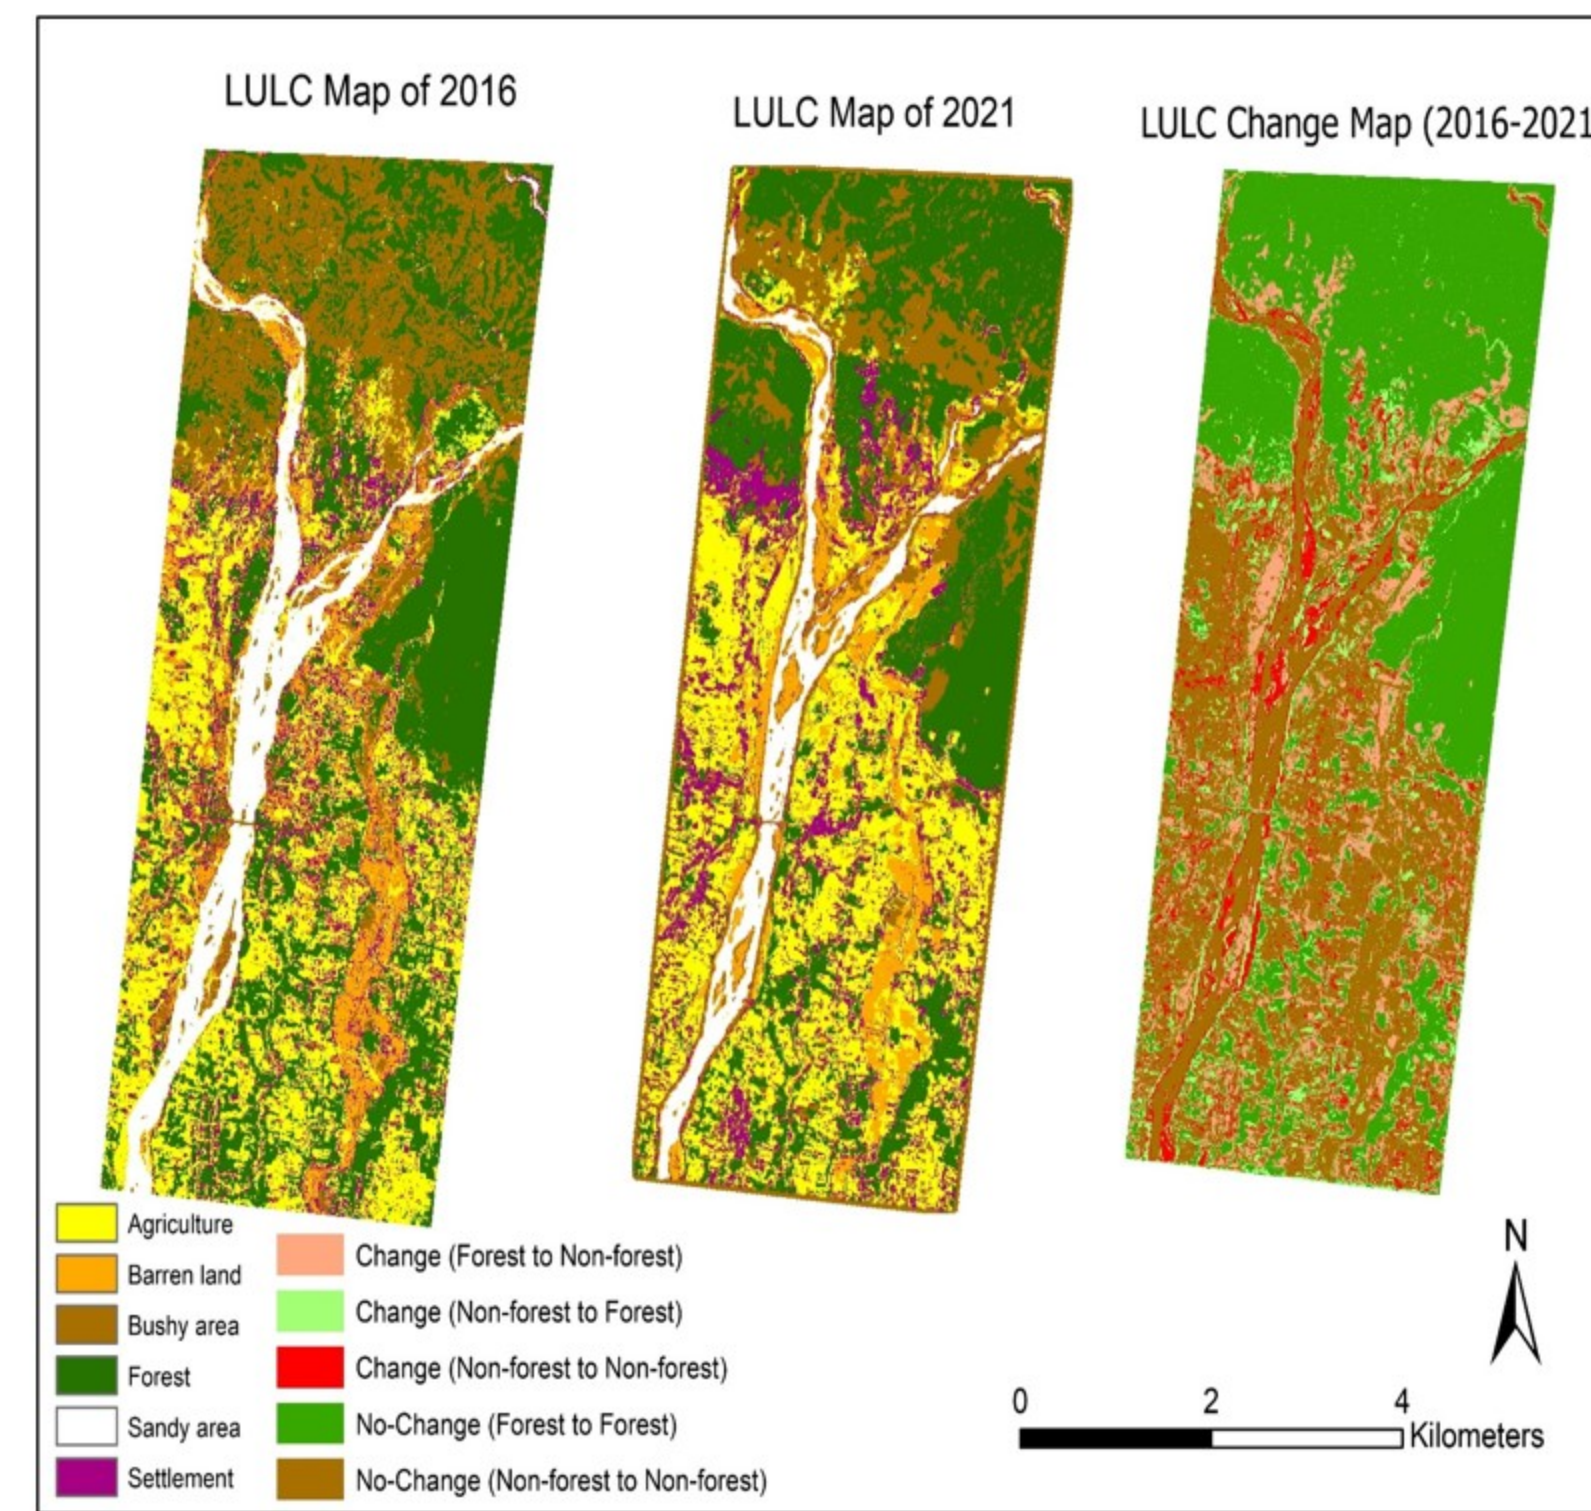 LULC Map of 2016
LULC Map of 2021
LULC Change Map (2016-2021
Agriculture
Barren land
Bushy area
Forest
Sandy area
Settlement
Change (Forest to Non-forest)
Change (Non-forest to Forest)
Change (Non-forest to Non-forest)
No-Change (Forest to Forest)
No-Change (Non-forest to Non-forest)
N
0 2 4
Kilometers